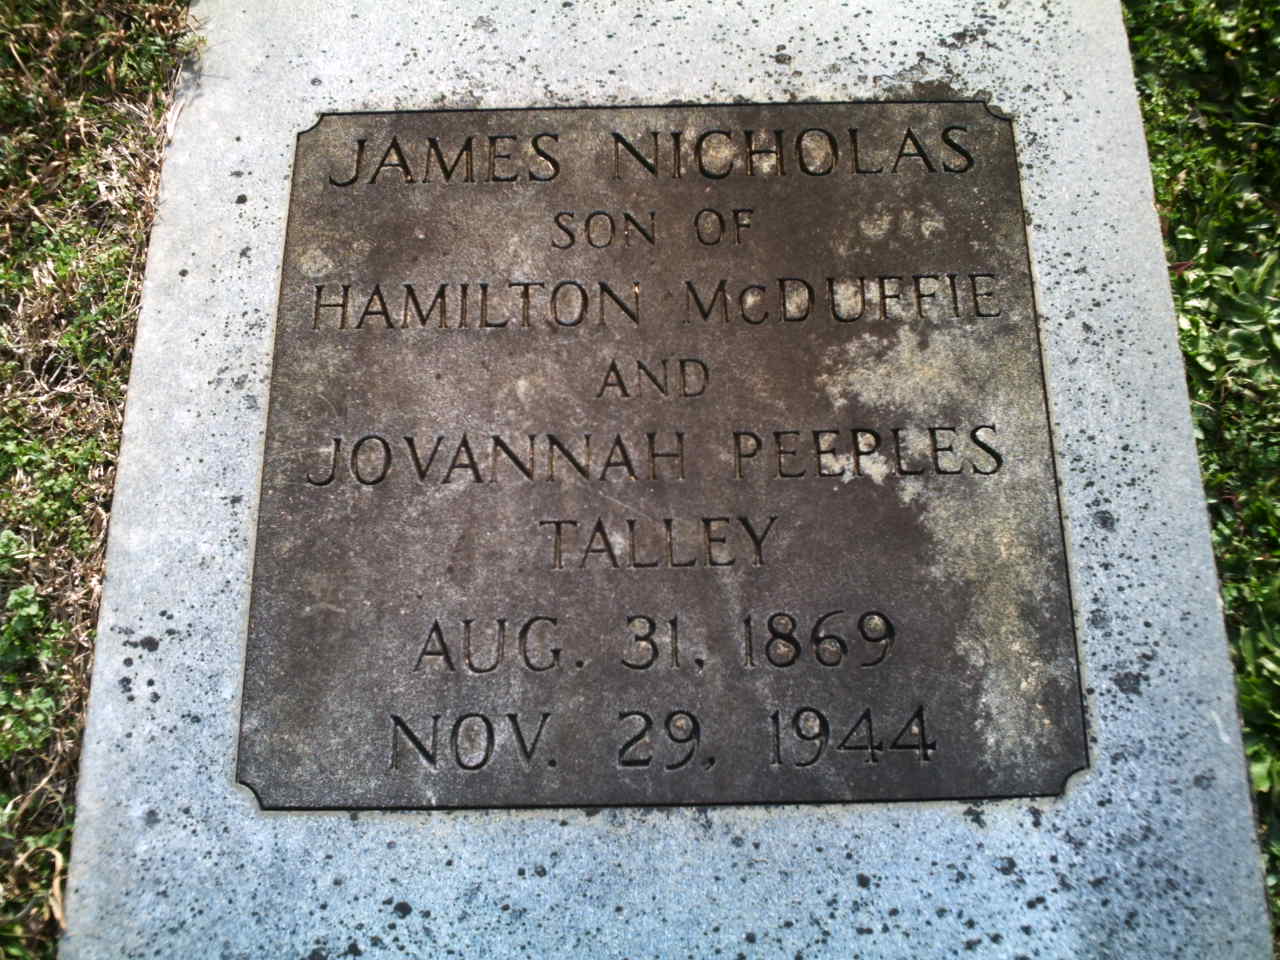 JAMES NICHOLAS
SON OF
HAMILTON McDUFFIE
AND
JOVANNAH PEEPLES
TALLEY
AUG. 31, 1869
NOV. 29, 1944